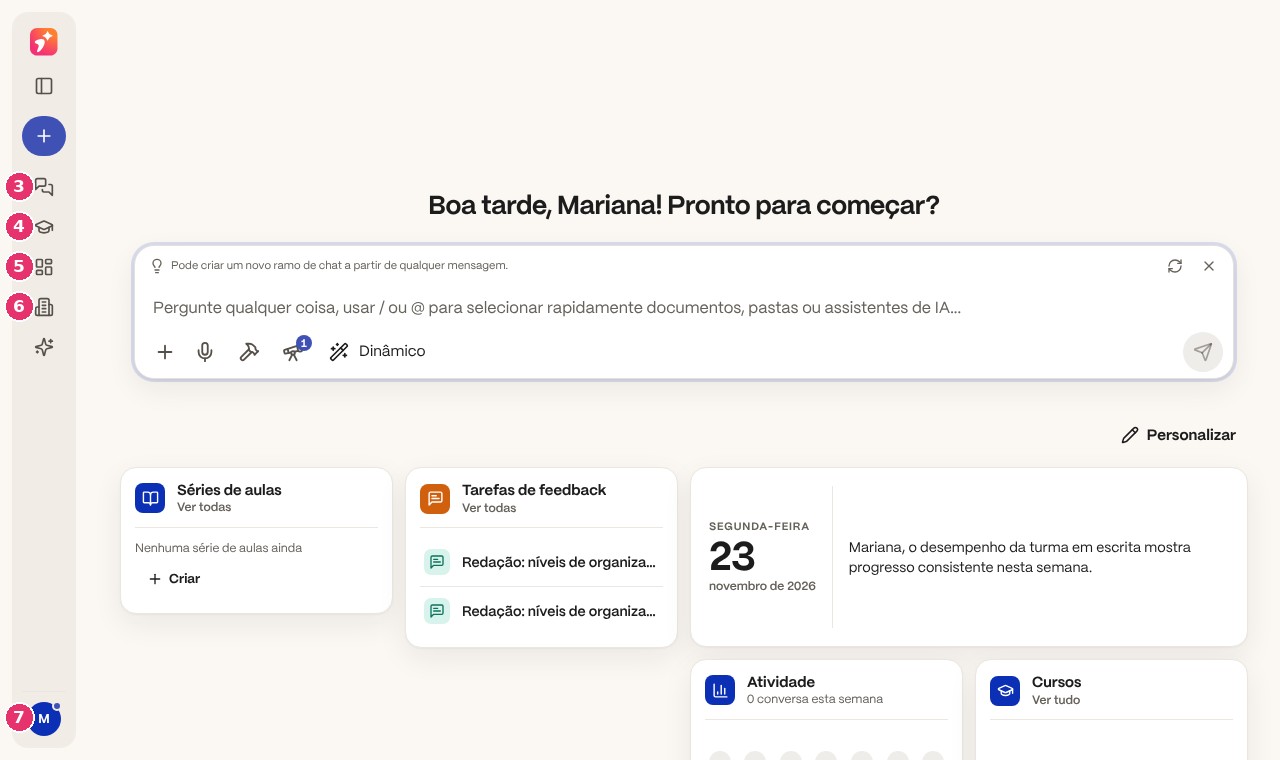 3
4
5
6
7
M
Boa tarde, Mariana! Pronto para começar?
Pode criar um novo ramo de chat a partir de qualquer mensagem.
Pergunte qualquer coisa, usar / ou @ para selecionar rapidamente documentos, pastas ou assistentes de IA...
1
Dinâmico
Personalizar
Séries de aulas
Ver todas
Nenhuma série de aulas ainda
Criar
Tarefas de feedback
Ver todas
Redação: níveis de organiza...
Redação: níveis de organiza...
SEGUNDA-FEIRA
23
novembro de 2026
Mariana, o desempenho da turma em escrita mostra
progresso consistente nesta semana.
Atividade
0 conversa esta semana
Cursos
Ver tudo